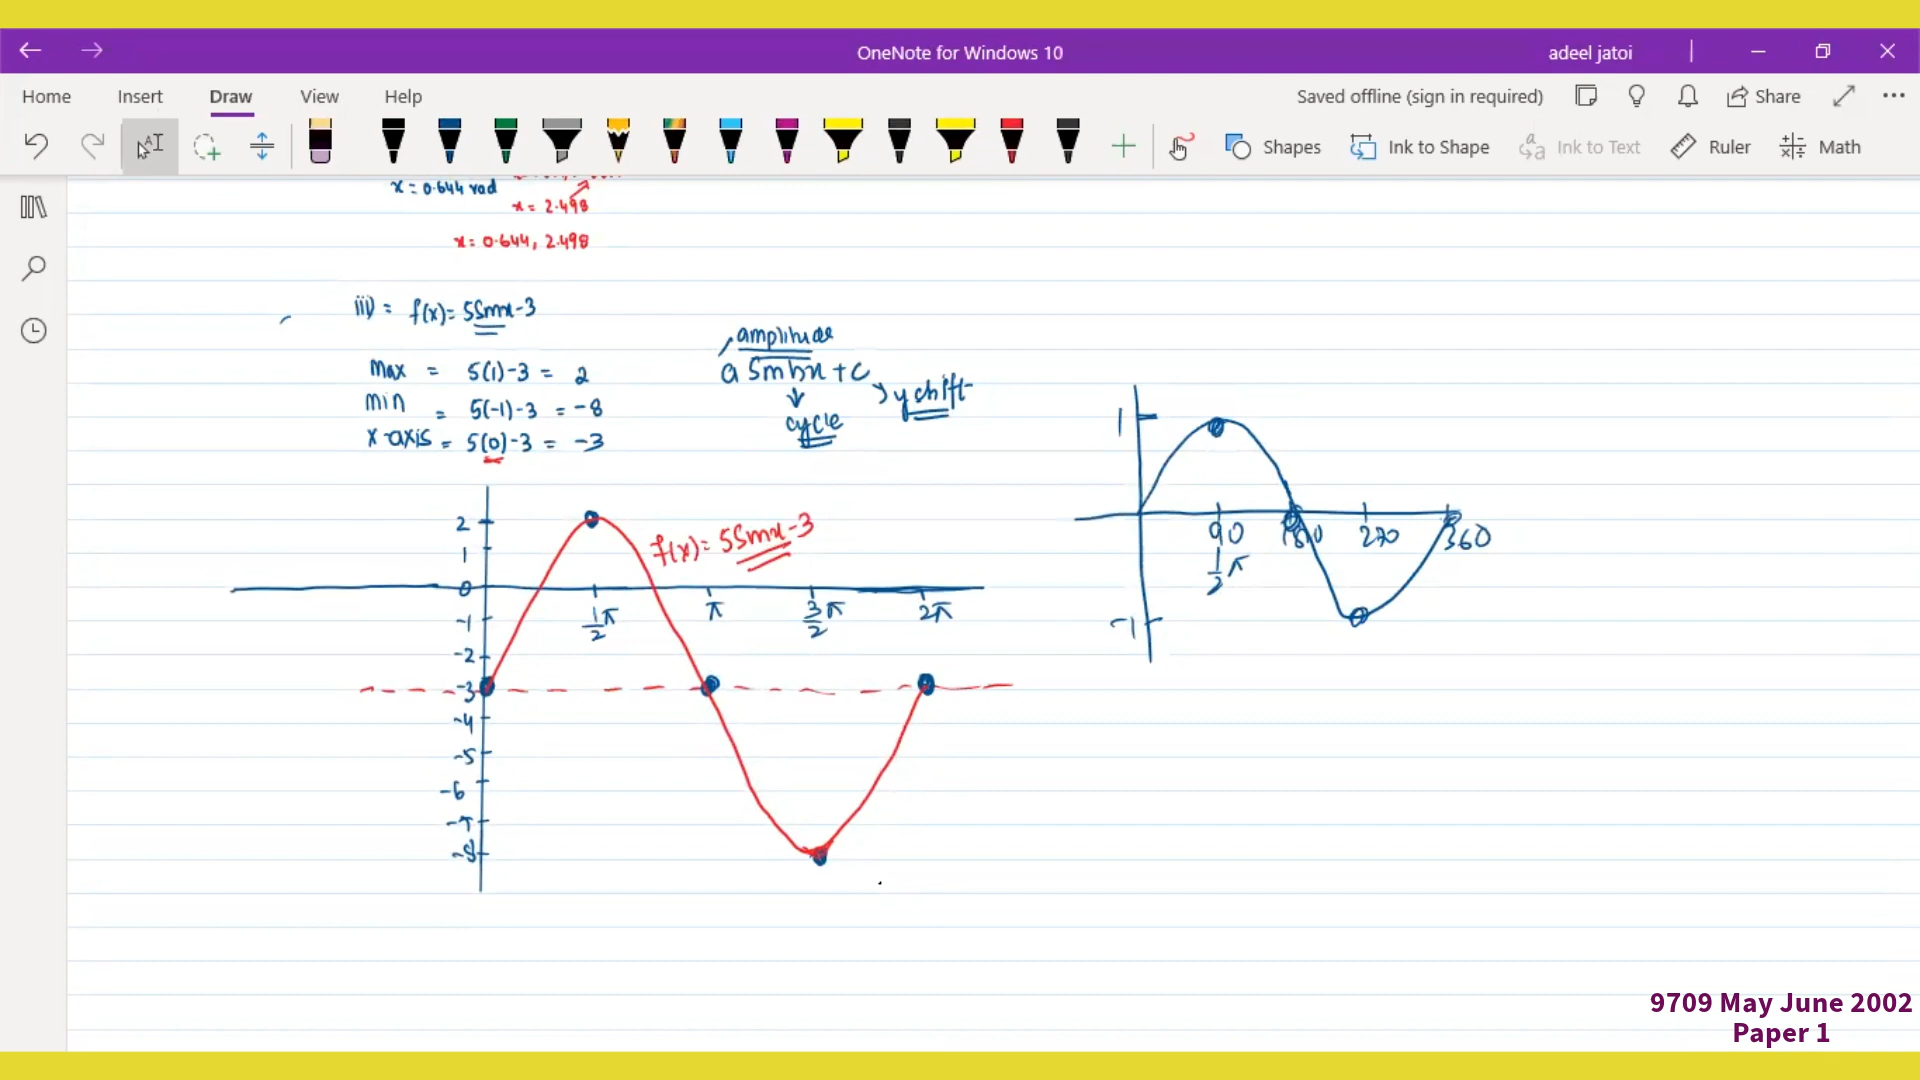 OneNote for Windows 10
adeel jatoi
Home Insert Draw View Help
Saved offline (sign in required)
Share
Shapes
Ink to Shape
Ink to Text
Ruler
Math
x = 0.644 rad
x = 2.498
x = 0.644, 2.498
iii) = f(x) = 5Sinx-3
Max = 5(1)-3 = 2
min = 5(-1)-3 = -8
x-axis = 5(0)-3 = -3
amplitude
a Sinbx + c
y shift
cycle
f(x) = 5Sinx-3
2
1
0
-1
-2
-3
-4
-5
-6
-7
-8
1/2 π
π
3/2 π
2π
1
90 180 270 360
1/2 π
-1
9709 May June 2002
Paper 1